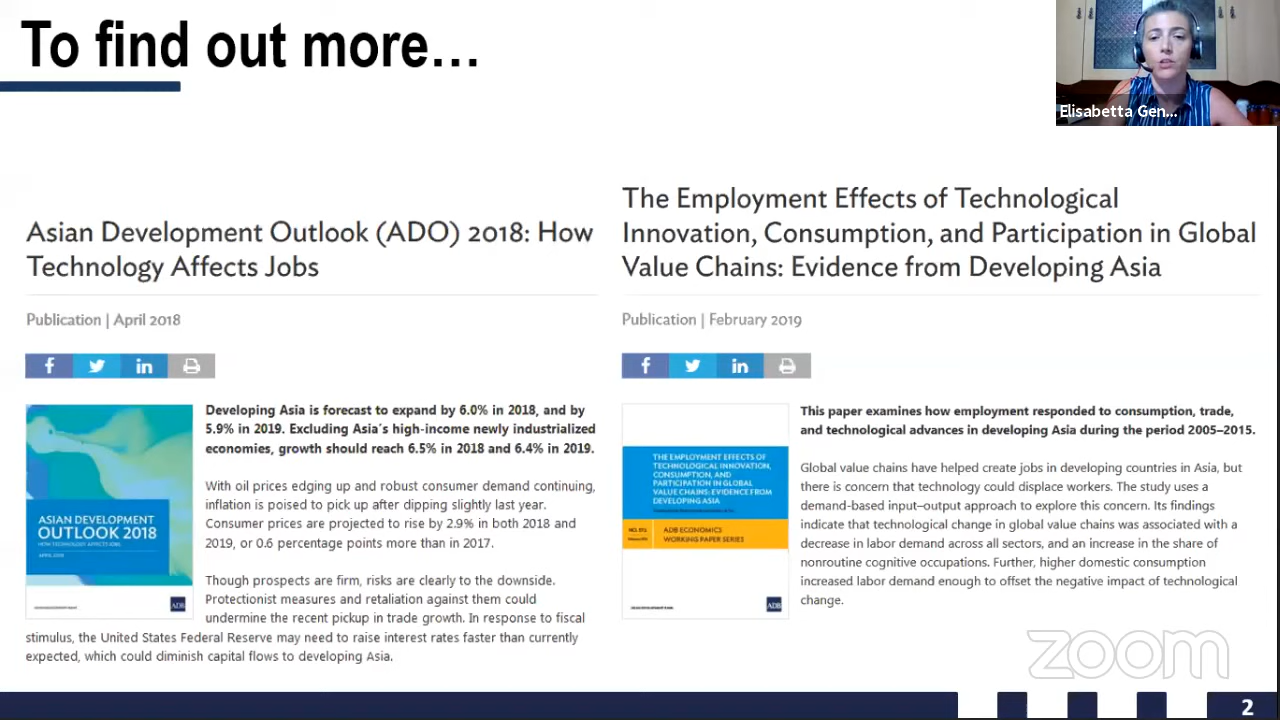 To find out more…
Elisabetta Gen...
Asian Development Outlook (ADO) 2018: How
Technology Affects Jobs
Publication | April 2018
f
in
Developing Asia is forecast to expand by 6.0% in 2018, and by
5.9% in 2019. Excluding Asia's high-income newly industrialized
economies, growth should reach 6.5% in 2018 and 6.4% in 2019.
ASIAN DEVELOPMENT
OUTLOOK 2018
HOW TECHNOLOGY AFFECTS JOBS
APRIL 2018
ADB
With oil prices edging up and robust consumer demand continuing,
inflation is poised to pick up after dipping slightly last year.
Consumer prices are projected to rise by 2.9% in both 2018 and
2019, or 0.6 percentage points more than in 2017.
Though prospects are firm, risks are clearly to the downside.
Protectionist measures and retaliation against them could
undermine the recent pickup in trade growth. In response to fiscal
stimulus, the United States Federal Reserve may need to raise interest rates faster than currently
expected, which could diminish capital flows to developing Asia.
The Employment Effects of Technological
Innovation, Consumption, and Participation in Global
Value Chains: Evidence from Developing Asia
Publication | February 2019
f
in
THE EMPLOYMENT EFFECTS OF
TECHNOLOGICAL INNOVATION,
CONSUMPTION, AND
PARTICIPATION IN GLOBAL
VALUE CHAINS: EVIDENCE FROM
DEVELOPING ASIA
ADB ECONOMICS
WORKING PAPER SERIES
ADB
This paper examines how employment responded to consumption, trade,
and technological advances in developing Asia during the period 2005–2015.
Global value chains have helped create jobs in developing countries in Asia, but
there is concern that technology could displace workers. The study uses a
demand-based input–output approach to explore this concern. Its findings
indicate that technological change in global value chains was associated with a
decrease in labor demand across all sectors, and an increase in the share of
nonroutine cognitive occupations. Further, higher domestic consumption
increased labor demand enough to offset the negative impact of technological
change.
zoom
2